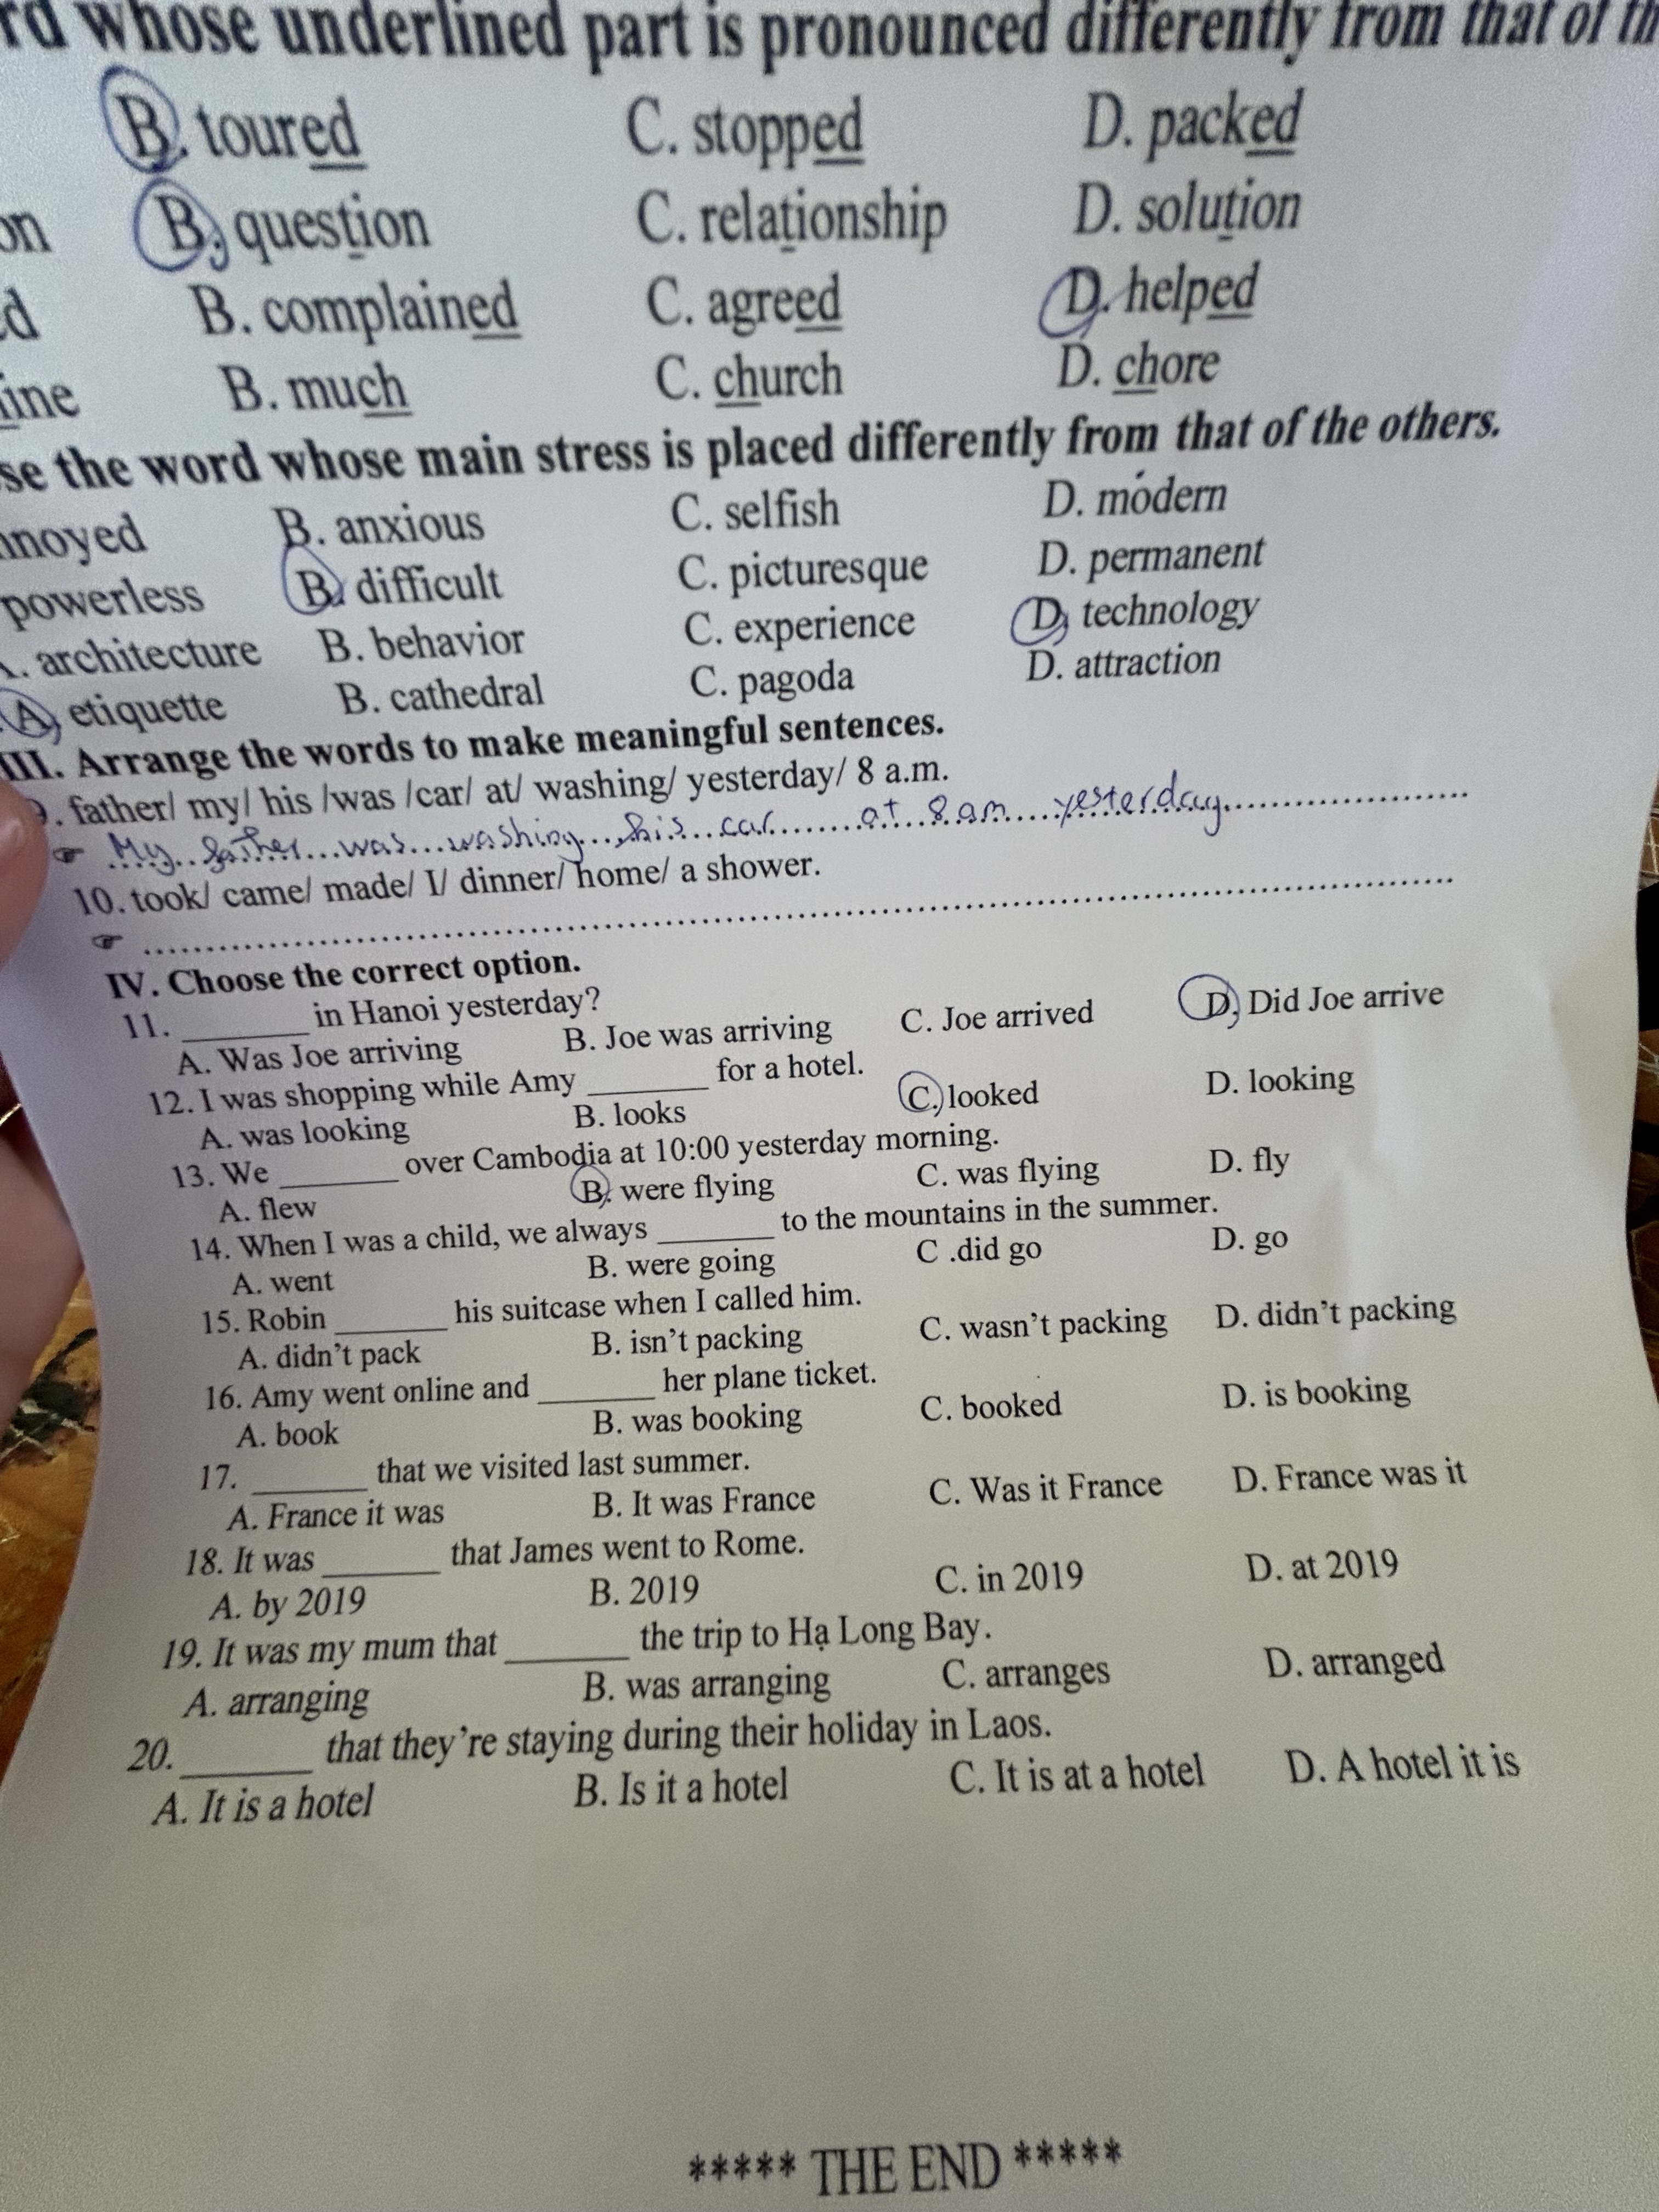 whose underlined part is pronounced differently from that of
B. toured C. stopped D. packed
B. question C. relationship D. solution
B. complained C. agreed D. helped
B. much C. church D. chore
the word whose main stress is placed differently from that of the others.
B. anxious C. selfish D. módern
powerless B. difficult C. picturesque D. permanent
architecture B. behavior C. experience D. technology
A. etiquette B. cathedral C. pagoda D. attraction
III. Arrange the words to make meaningful sentences.
father/ my/ his /was /car/ at/ washing/ yesterday/ 8 a.m.
☞ My father was washing his car at 8 am yesterday
10. took/ came/ made/ I/ dinner/ home/ a shower.
☞
IV. Choose the correct option.
11. ________ in Hanoi yesterday?
A. Was Joe arriving B. Joe was arriving C. Joe arrived D. Did Joe arrive
12. I was shopping while Amy ________ for a hotel.
A. was looking B. looks C. looked D. looking
13. We ________ over Cambodia at 10:00 yesterday morning.
A. flew B. were flying C. was flying D. fly
14. When I was a child, we always ________ to the mountains in the summer.
A. went B. were going C .did go D. go
15. Robin ________ his suitcase when I called him.
A. didn't pack B. isn't packing C. wasn't packing D. didn't packing
16. Amy went online and ________ her plane ticket.
A. book B. was booking C. booked D. is booking
17. ________ that we visited last summer.
A. France it was B. It was France C. Was it France D. France was it
18. It was ________ that James went to Rome.
A. by 2019 B. 2019 C. in 2019 D. at 2019
19. It was my mum that ________ the trip to Hạ Long Bay.
A. arranging B. was arranging C. arranges D. arranged
20. ________ that they're staying during their holiday in Laos.
A. It is a hotel B. Is it a hotel C. It is at a hotel D. A hotel it is
***** THE END *****